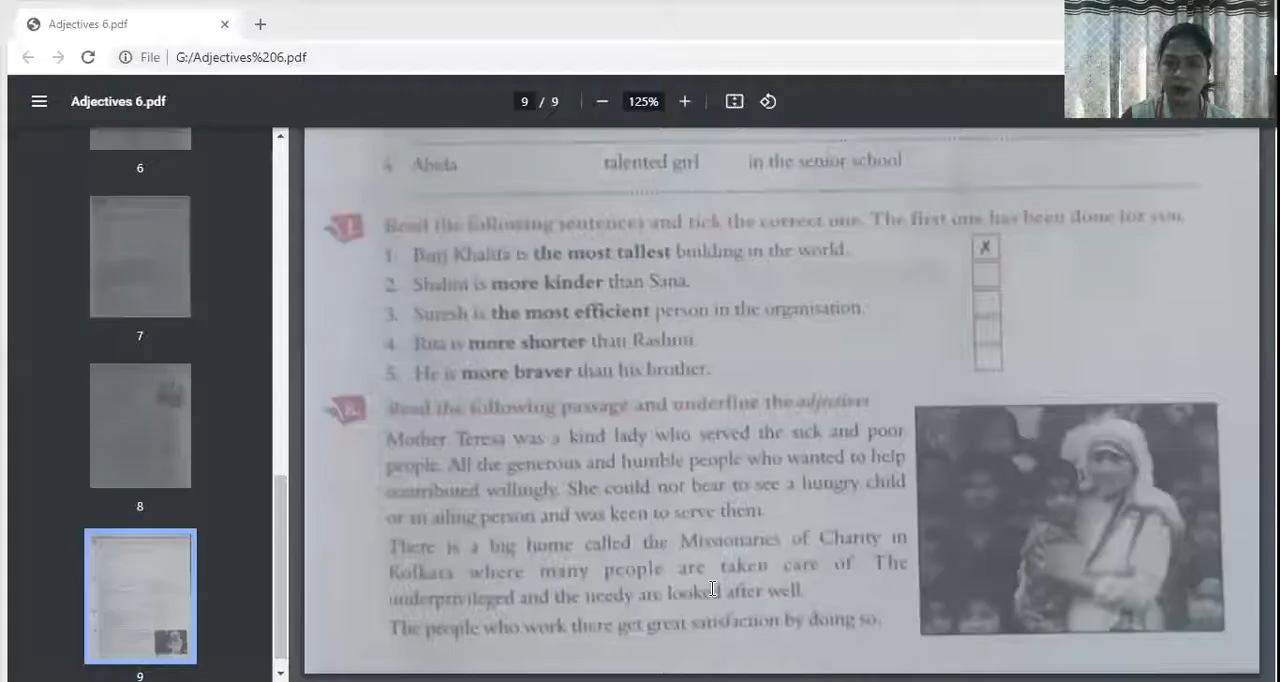 Adjectives 6.pdf
File G:/Adjectives%206.pdf
Adjectives 6.pdf
9 / 9
125%
6
7
8
9
4. Abida talented girl in the senior school
J. Read the following sentences and tick the correct one. The first one has been done for you.
1. Burj Khalifa is the most tallest building in the world. X
2. Shalini is more kinder than Sana.
3. Suresh is the most efficient person in the organisation.
4. Rita is more shorter than Rashmi.
5. He is more braver than his brother.
K. Read the following passage and underline the adjectives
Mother Teresa was a kind lady who served the sick and poor
people. All the generous and humble people who wanted to help
contributed willingly. She could not bear to see a hungry child
or an ailing person and was keen to serve them.
There is a big home called the Missionaries of Charity in
Kolkata where many people are taken care of. The
underprivileged and the needy are looked after well.
The people who work there get great satisfaction by doing so.